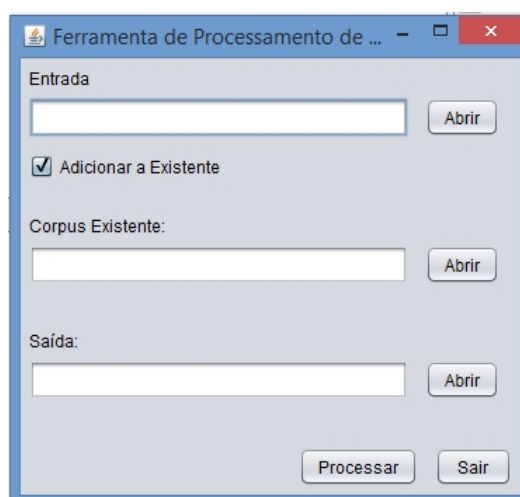 Ferramenta de Processamento de ...
Entrada
Abrir
Adicionar a Existente
Corpus Existente:
Abrir
Saída:
Abrir
Processar Sair